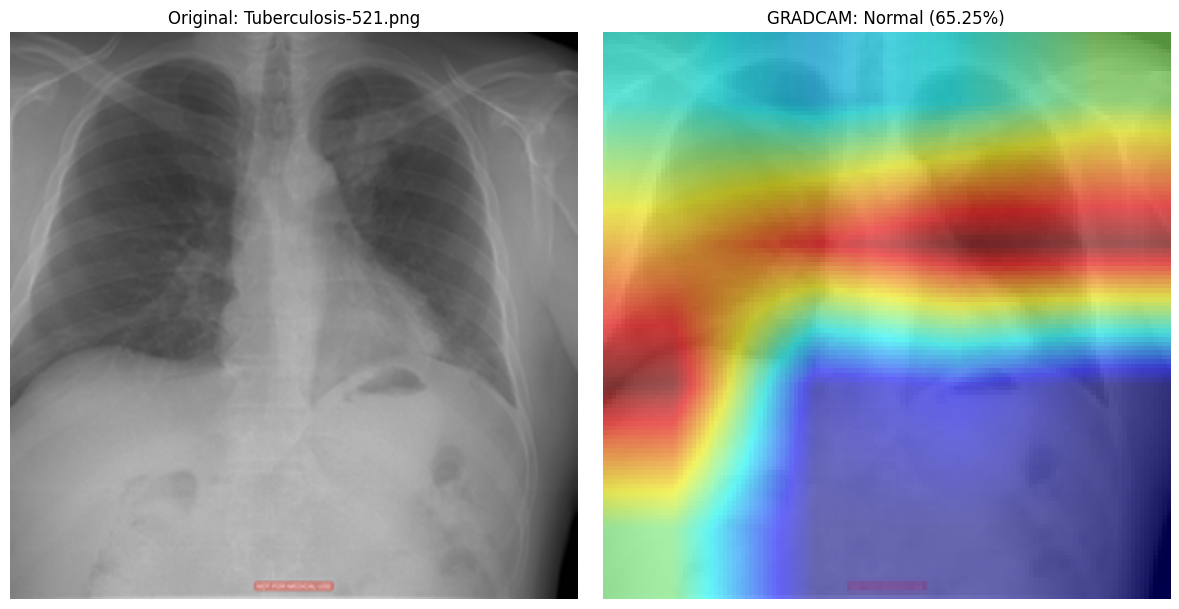 Original: Tuberculosis-521.png
GRADCAM: Normal (65.25%)
NOT FOR MEDICAL USE